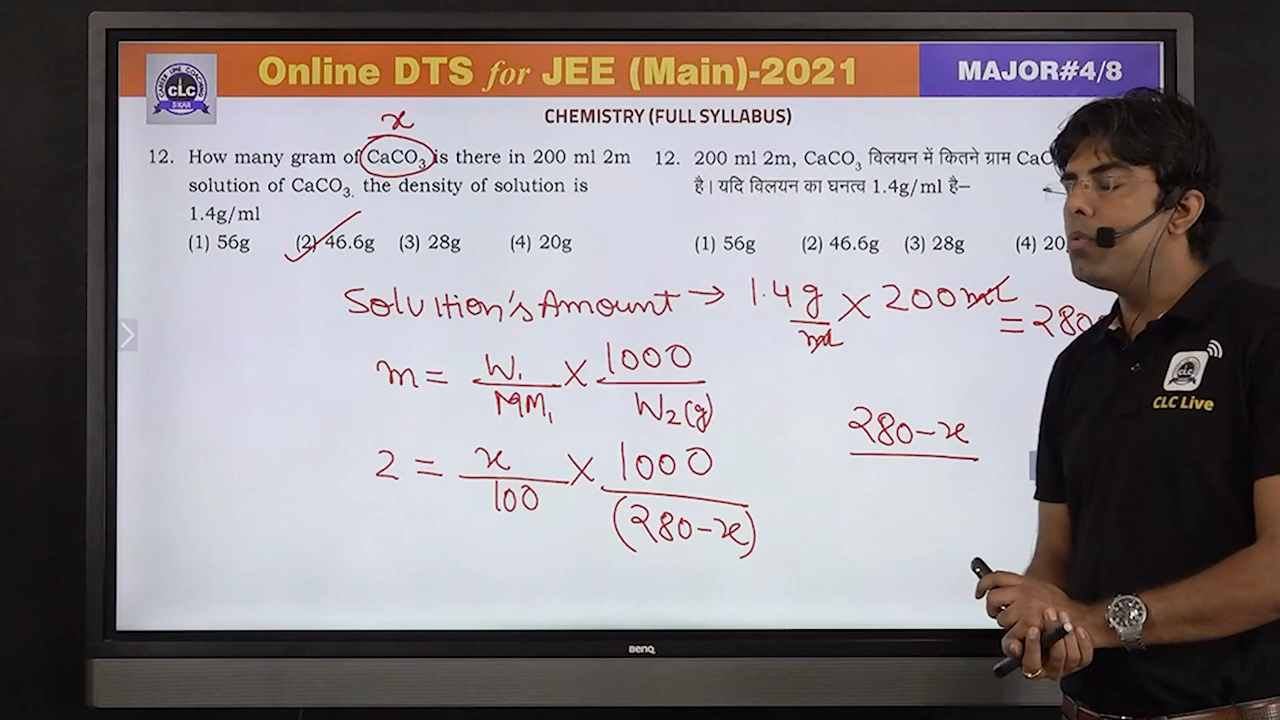 Online DTS for JEE (Main)-2021
MAJOR#4/8
CLC
SIKAR
CHEMISTRY (FULL SYLLABUS)
x
12. How many gram of CaCO₃ is there in 200 ml 2m
solution of CaCO₃. the density of solution is
1.4g/ml
(1) 56g (2) 46.6g (3) 28g (4) 20g
12. 200 ml 2m, CaCO₃ विलयन में कितने ग्राम CaC
है। यदि विलयन का घनत्व 1.4g/ml है–
(1) 56g (2) 46.6g (3) 28g (4) 20
Solution's Amount → 1.4 g/ml × 200 ml
= 280
m = W₁/MM₁ × 1000/W₂(g)
280-x
2 = x/100 × 1000/(280-x)
CLC Live
BenQ